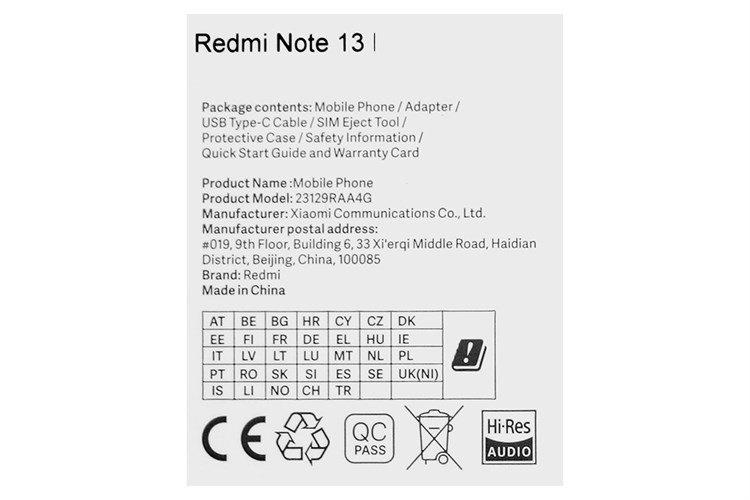 Redmi Note 13 |
Package contents: Mobile Phone / Adapter /
USB Type-C Cable / SIM Eject Tool /
Protective Case / Safety Information /
Quick Start Guide and Warranty Card
Product Name :Mobile Phone
Product Model: 23129RAA4G
Manufacturer: Xiaomi Communications Co., Ltd.
Manufacturer postal address:
#019, 9th Floor, Building 6, 33 Xi'erqi Middle Road, Haidian
District, Beijing, China, 100085
Brand: Redmi
Made in China
AT BE BG HR CY CZ DK
EE FI FR DE EL HU IE
IT LV LT LU MT NL PL
PT RO SK SI ES SE UK(NI)
IS LI NO CH TR
CE
QC
PASS
Hi-Res
AUDIO